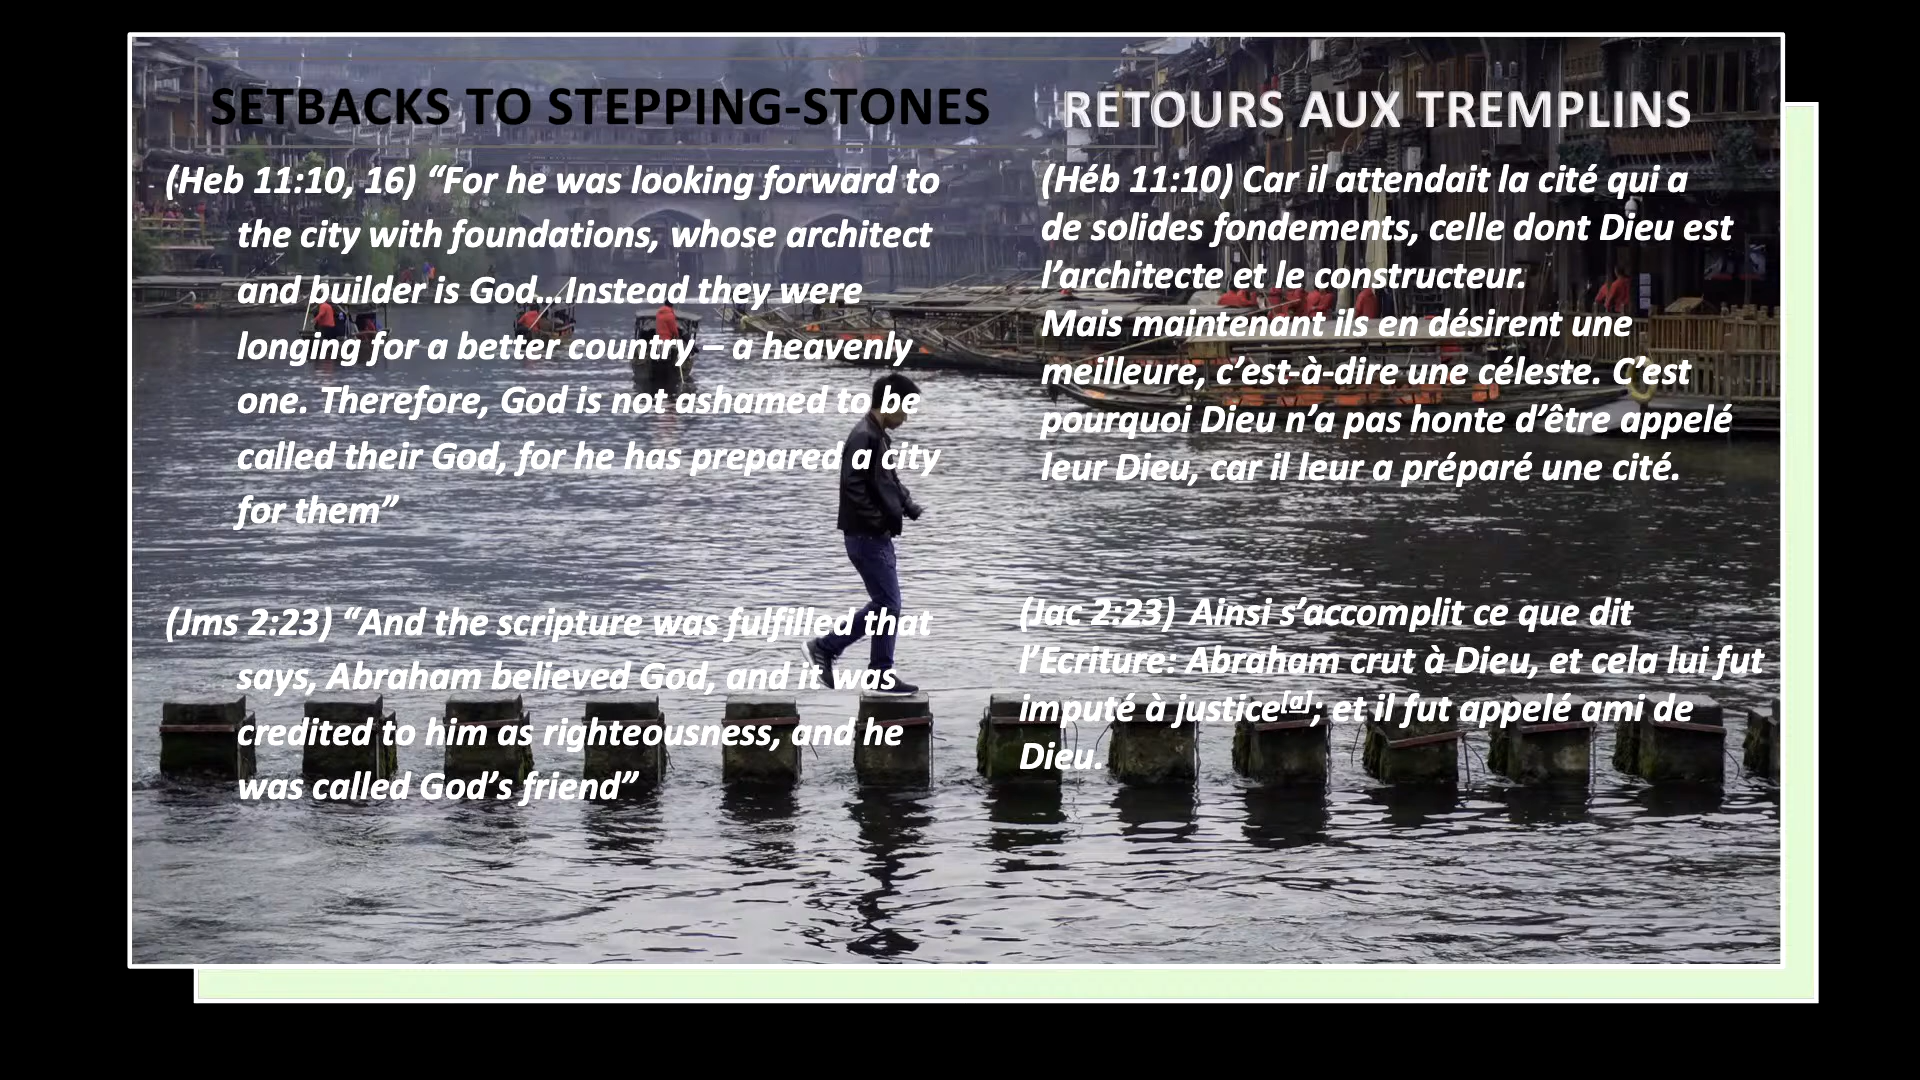 SETBACKS TO STEPPING-STONES
(Heb 11:10, 16) “For he was looking forward to
the city with foundations, whose architect
and builder is God…Instead they were
longing for a better country – a heavenly
one. Therefore, God is not ashamed to be
called their God, for he has prepared a city
for them”
(Jms 2:23) “And the scripture was fulfilled that
says, Abraham believed God, and it was
credited to him as righteousness, and he
was called God’s friend”
RETOURS AUX TREMPLINS
(Héb 11:10) Car il attendait la cité qui a
de solides fondements, celle dont Dieu est
l’architecte et le constructeur.
Mais maintenant ils en désirent une
meilleure, c’est-à-dire une céleste. C’est
pourquoi Dieu n’a pas honte d’être appelé
leur Dieu, car il leur a préparé une cité.
(Jac 2:23) Ainsi s’accomplit ce que dit
l’Ecriture: Abraham crut à Dieu, et cela lui fut
imputé à justice[a]; et il fut appelé ami de
Dieu.